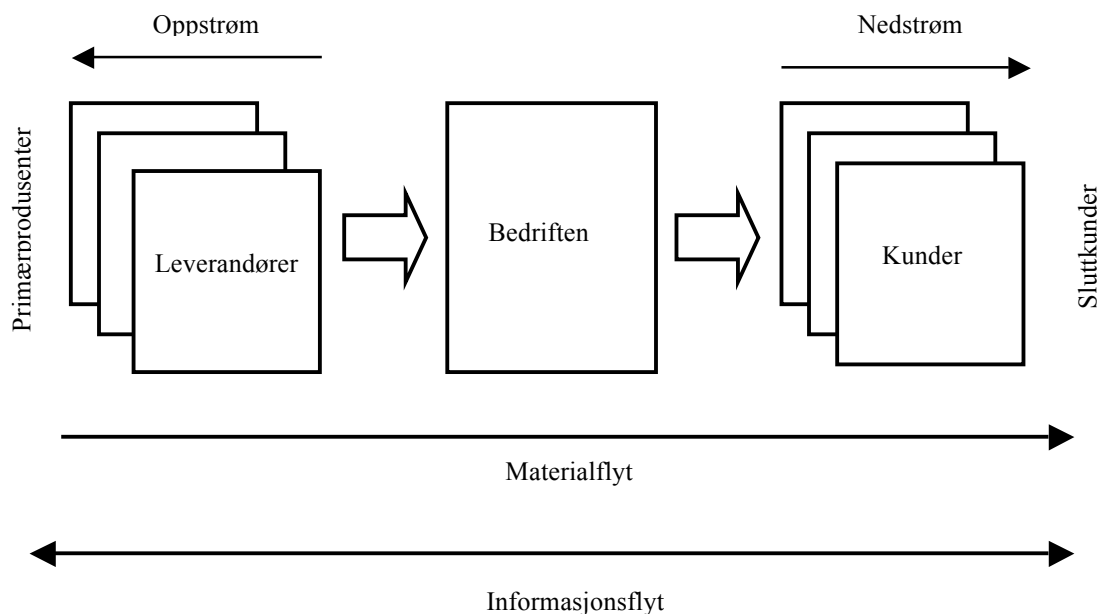 Oppstrøm
Nedstrøm
Primærprodusenter
Leverandører
Bedriften
Kunder
Sluttkunder
Materialflyt
Informasjonsflyt